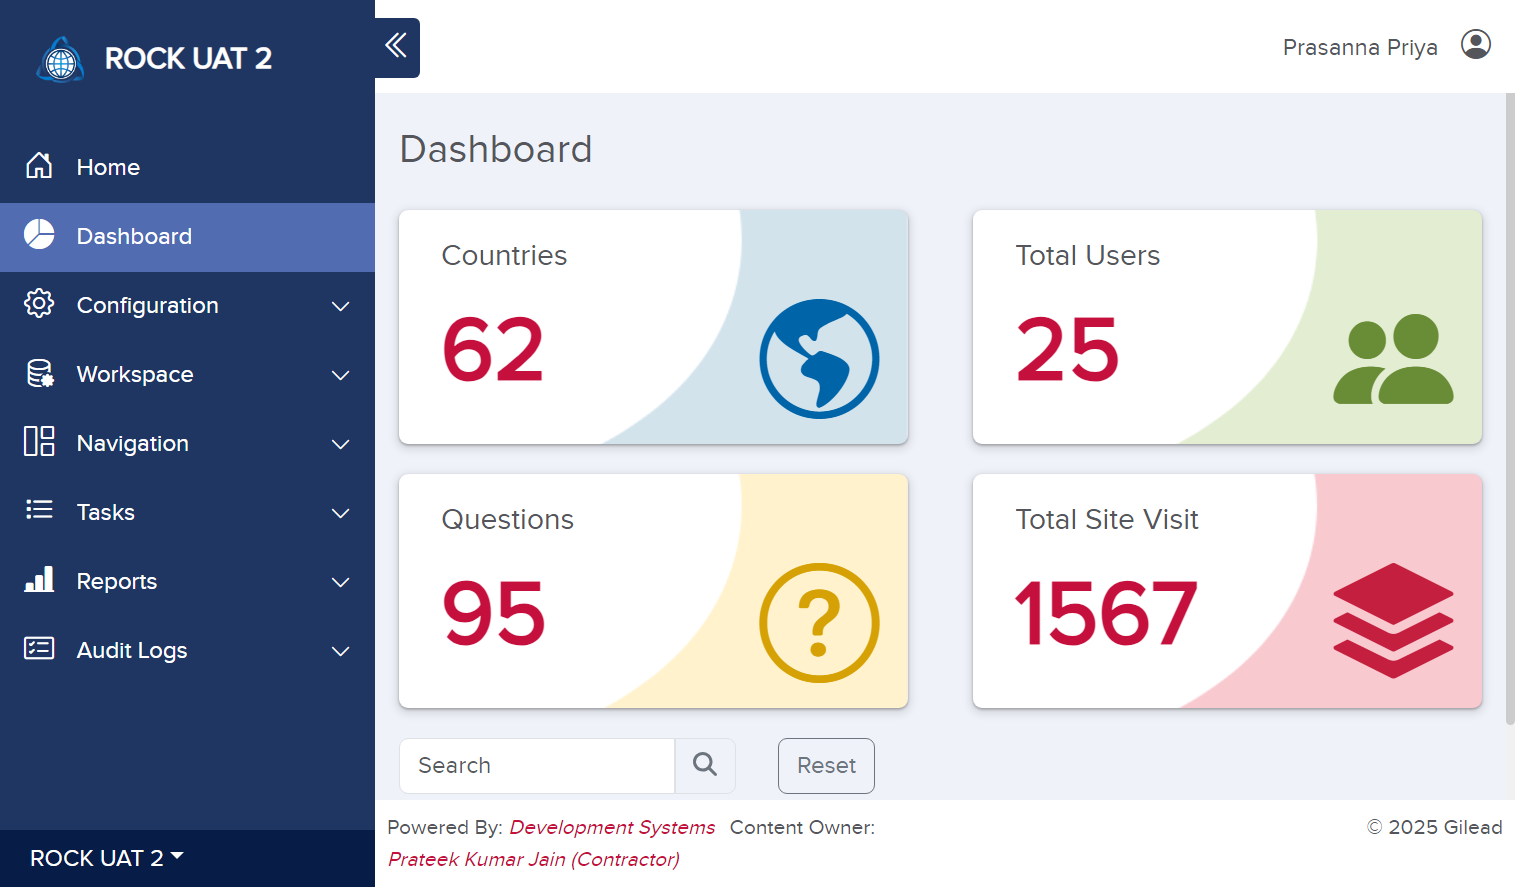 ROCK UAT 2
Prasanna Priya
Home
Dashboard
Configuration
Workspace
Navigation
Tasks
Reports
Audit Logs
ROCK UAT 2
Dashboard
Countries
62
Total Users
25
Questions
95
Total Site Visit
1567
Search
Reset
Powered By: Development Systems Content Owner:
Prateek Kumar Jain (Contractor)
© 2025 Gilead